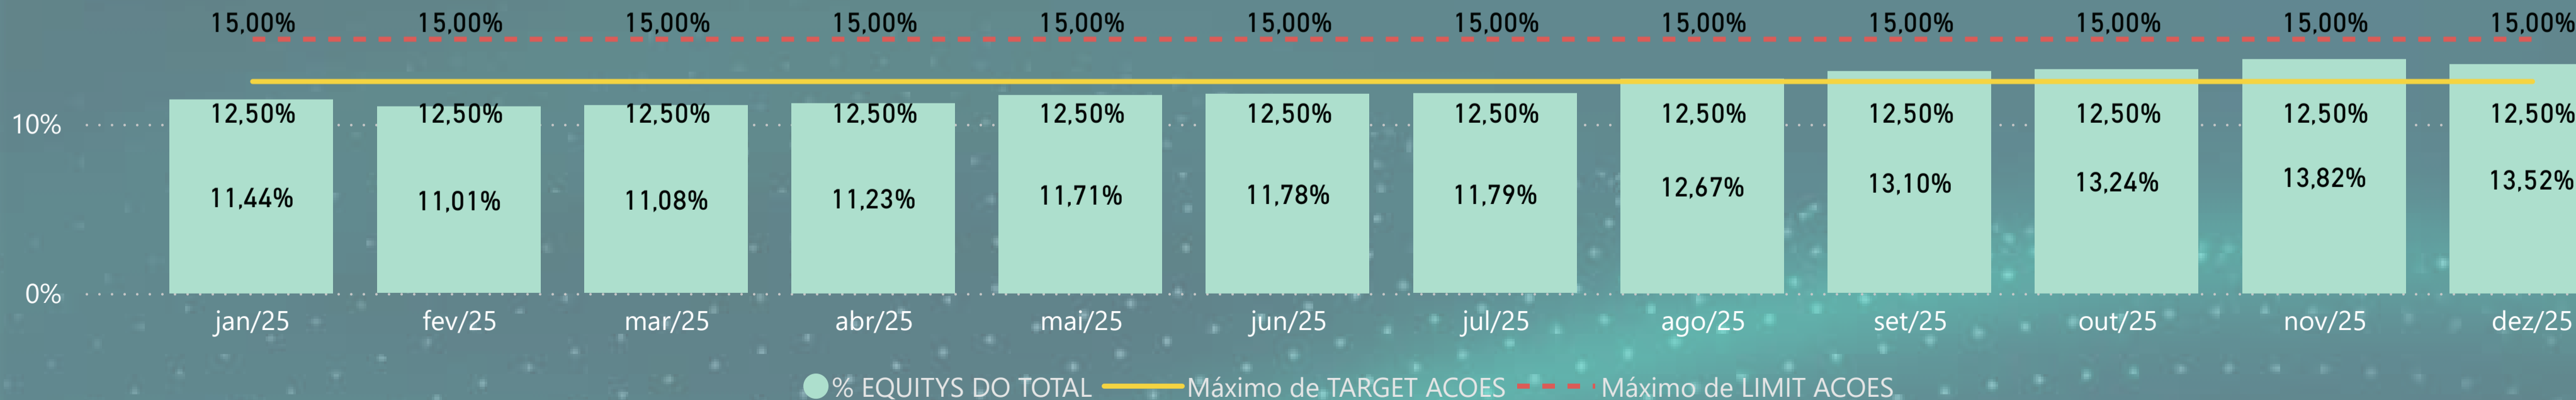 15,00% 15,00% 15,00% 15,00% 15,00% 15,00% 15,00% 15,00% 15,00% 15,00% 15,00% 15,00%
10% 12,50% 12,50% 12,50% 12,50% 12,50% 12,50% 12,50% 12,50% 12,50% 12,50% 12,50% 12,50%
11,44% 11,01% 11,08% 11,23% 11,71% 11,78% 11,79% 12,67% 13,10% 13,24% 13,82% 13,52%
0%
jan/25 fev/25 mar/25 abr/25 mai/25 jun/25 jul/25 ago/25 set/25 out/25 nov/25 dez/25
% EQUITYS DO TOTAL Máximo de TARGET ACOES Máximo de LIMIT ACOES